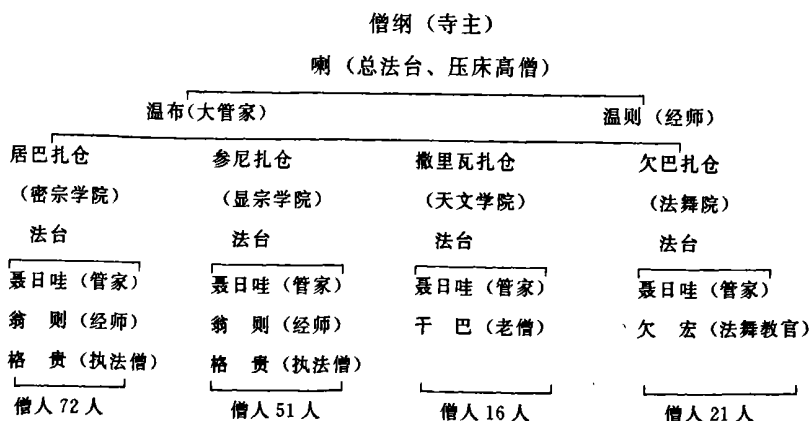 僧纲（寺主）
喇（总法台、压床高僧）
温布（大管家） 温则（经师）
居巴扎仓 参尼扎仓 撒里瓦扎仓 欠巴扎仓
（密宗学院） （显宗学院） （天文学院） （法舞院）
法台 法台 法台 法台
聂日哇（管家） 聂日哇（管家） 聂日哇（管家） 聂日哇（管家）
翁 则（经师） 翁 则（经师） 干 巴（老僧） 欠 宏（法舞教官）
格 贵（执法僧） 格 贵（执法僧）
僧人 72 人 僧人 51 人 僧人 16 人 僧人 21 人